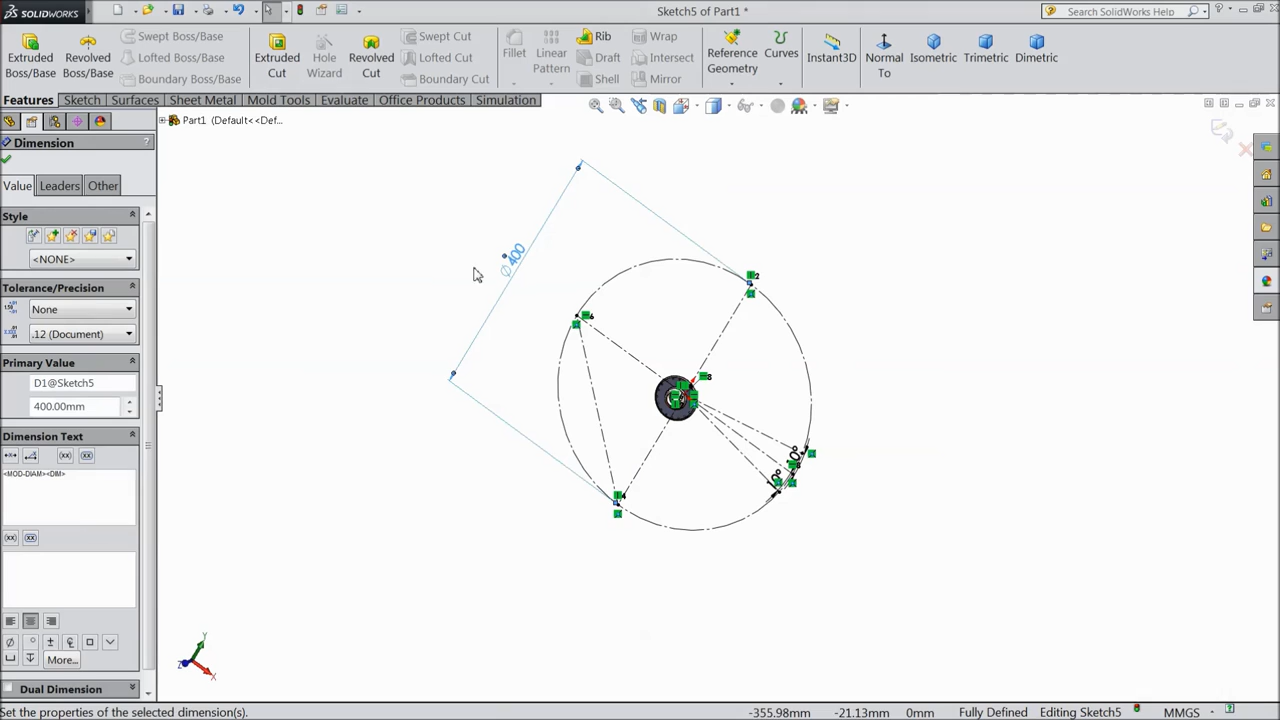 SOLIDWORKS
Sketch5 of Part1 *
Search SolidWorks Help
Extruded Boss/Base
Revolved Boss/Base
Swept Boss/Base
Lofted Boss/Base
Boundary Boss/Base
Extruded Cut
Hole Wizard
Revolved Cut
Swept Cut
Lofted Cut
Boundary Cut
Fillet
Linear Pattern
Rib
Draft
Shell
Wrap
Intersect
Mirror
Reference Geometry
Curves
Instant3D
Normal To
Isometric
Trimetric
Dimetric
Features
Sketch
Surfaces
Sheet Metal
Mold Tools
Evaluate
Office Products
Simulation
Part1 (Default<<Def...
Dimension
?
Value
Leaders
Other
Style
<NONE>
Tolerance/Precision
None
.12 (Document)
Primary Value
D1@Sketch5
400.00mm
Dimension Text
<MOD-DIAM><DIM>
More...
Dual Dimension
∅400
2
6
8
4
10°
Y
Z
X
Set the properties of the selected dimension(s).
-355.98mm
-21.13mm
0mm
Fully Defined
Editing Sketch5
MMGS